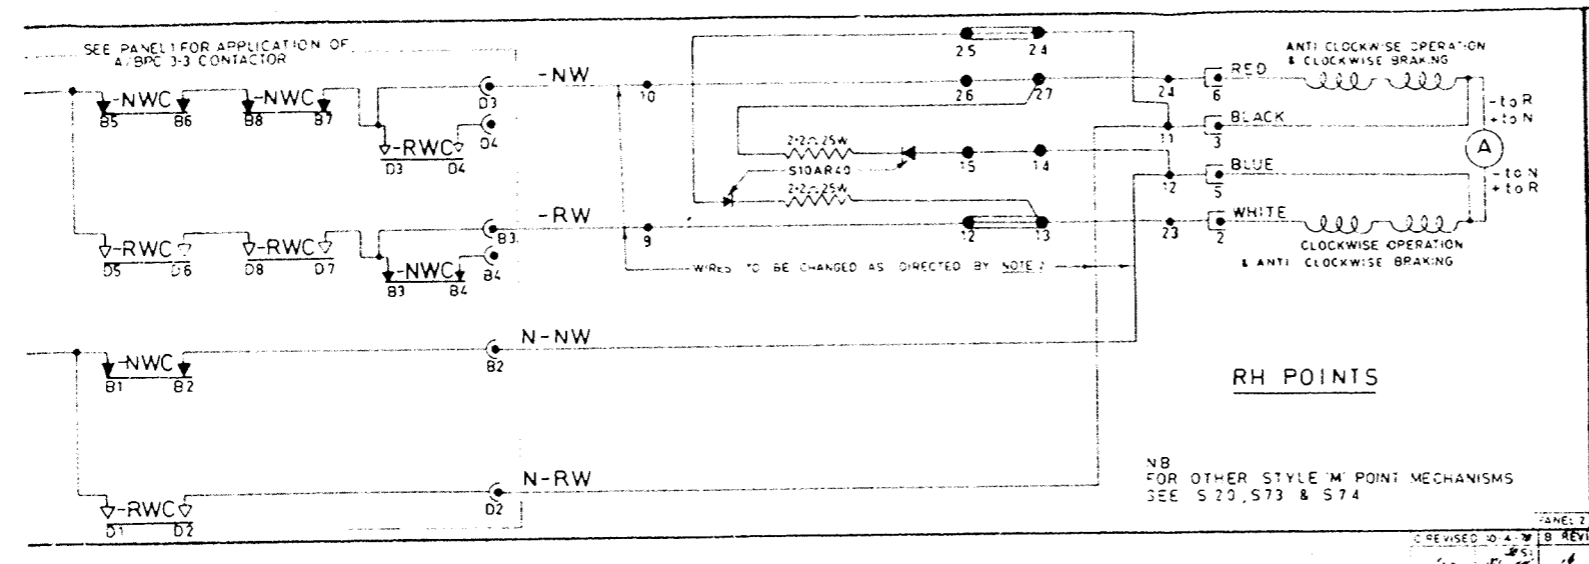 SEE PANEL 1 FOR APPLICATION OF
A/BPC 3-3 CONTACTOR
-NWC
B5 B6
-NWC
B8 B7
-RWC
D3 D4
D3
D4
-NW
10
25 24
26 27
24
RED
6
ANTI CLOCKWISE OPERATION
& CLOCKWISE BRAKING
11
BLACK
3
- to R
+ to N
A
- to N
+ to R
2·2Ω 25W
S10AR40
2·2Ω 25W
15 14
12
BLUE
5
-RWC
D5 D6
-RWC
D8 D7
-NWC
B3 B4
B3
B4
-RW
9
12 13
23
WHITE
2
CLOCKWISE OPERATION
& ANTI CLOCKWISE BRAKING
WIRES TO BE CHANGED AS DIRECTED BY NOTE
-NWC
B1 B2
B2
N-NW
RH POINTS
-RWC
D1 D2
D2
N-RW
NB
FOR OTHER STYLE 'M' POINT MECHANISMS
SEE S 20, S73 & S74
PANEL 2
C REVISED
B REVI